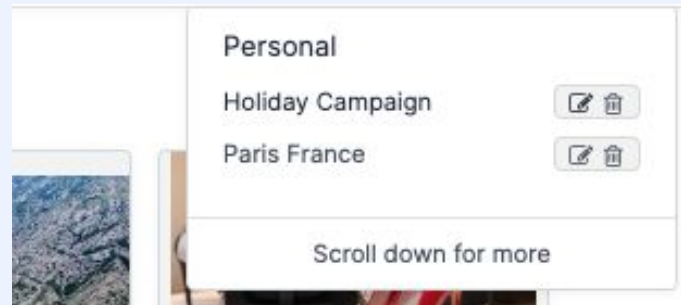 Personal
Holiday Campaign
Paris France
Scroll down for more